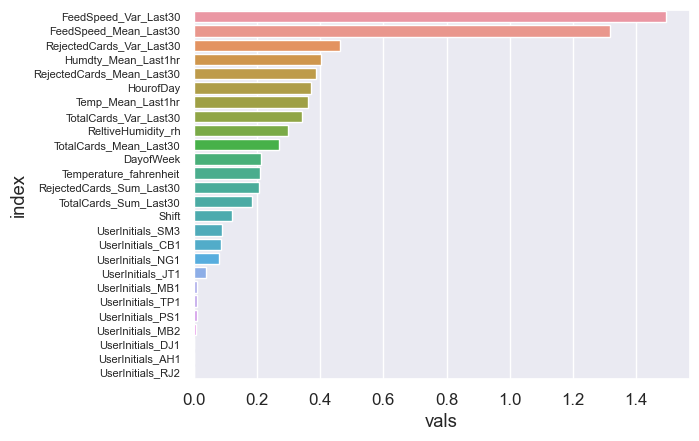 FeedSpeed_Var_Last30
FeedSpeed_Mean_Last30
RejectedCards_Var_Last30
Humdty_Mean_Last1hr
RejectedCards_Mean_Last30
HourofDay
Temp_Mean_Last1hr
TotalCards_Var_Last30
ReltiveHumidity_rh
TotalCards_Mean_Last30
DayofWeek
Temperature_fahrenheit
RejectedCards_Sum_Last30
TotalCards_Sum_Last30
Shift
UserInitials_SM3
UserInitials_CB1
UserInitials_NG1
UserInitials_JT1
UserInitials_MB1
UserInitials_TP1
UserInitials_PS1
UserInitials_MB2
UserInitials_DJ1
UserInitials_AH1
UserInitials_RJ2
index
0.0 0.2 0.4 0.6 0.8 1.0 1.2 1.4
vals